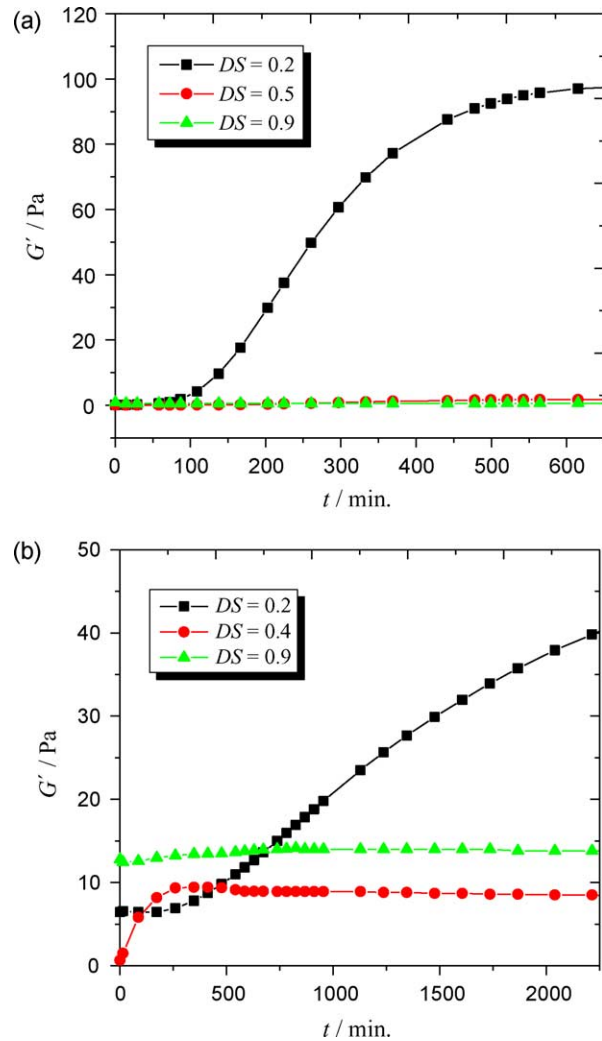 (a)
120
100
80
60
40
20
0
G′ / Pa
DS = 0.2
DS = 0.5
DS = 0.9
0 100 200 300 400 500 600
t / min.
(b)
50
40
30
20
10
0
G′ / Pa
DS = 0.2
DS = 0.4
DS = 0.9
0 500 1000 1500 2000
t / min.